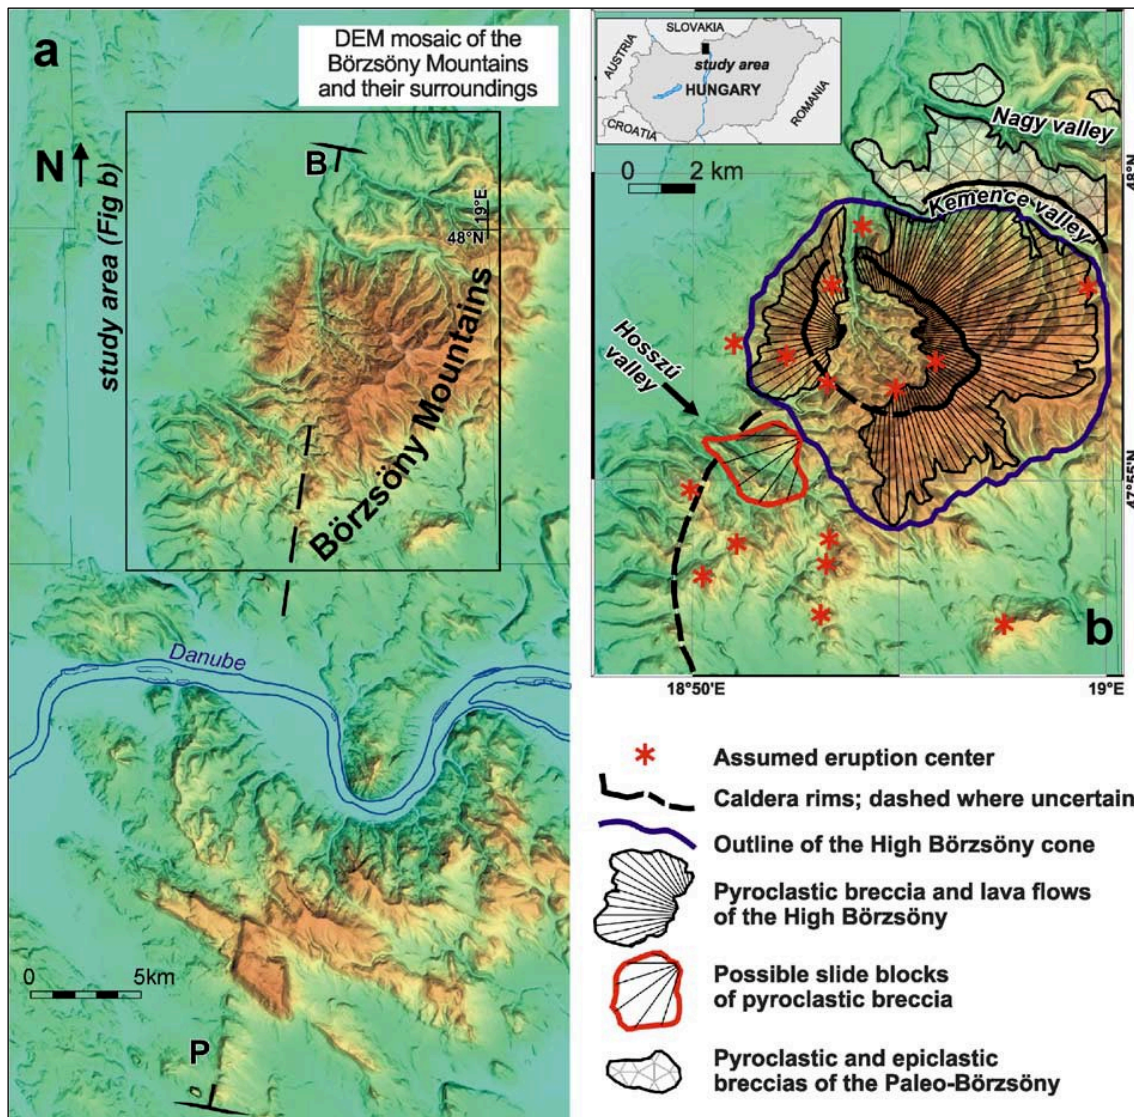 a
DEM mosaic of the
Börzsöny Mountains
and their surroundings
N
study area (Fig b)
B
19°E
48°N
Börzsöny Mountains
Danube
0 5km
P
SLOVAKIA
AUSTRIA
study area
HUNGARY
ROMANIA
CROATIA
0 2 km
Nagy valley
48°N
Kemence valley
Hosszú
valley
47°55'N
b
18°50'E
19°E
Assumed eruption center
Caldera rims; dashed where uncertain
Outline of the High Börzsöny cone
Pyroclastic breccia and lava flows
of the High Börzsöny
Possible slide blocks
of pyroclastic breccia
Pyroclastic and epiclastic
breccias of the Paleo-Börzsöny